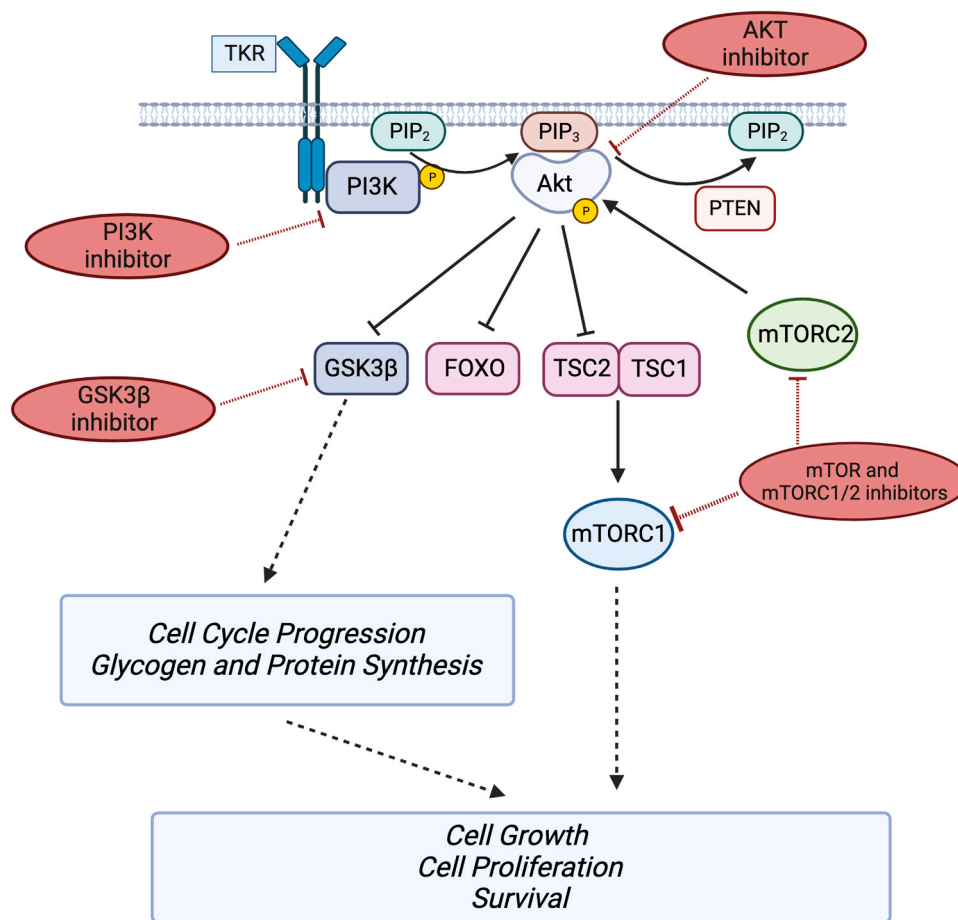 AKT
inhibitor
TKR
PIP₂
PIP₃
PIP₂
PI3K
P
Akt
P
PTEN
PI3K
inhibitor
mTORC2
GSK3β
FOXO
TSC2
TSC1
GSK3β
inhibitor
mTOR and
mTORC1/2 inhibitors
mTORC1
Cell Cycle Progression
Glycogen and Protein Synthesis
Cell Growth
Cell Proliferation
Survival